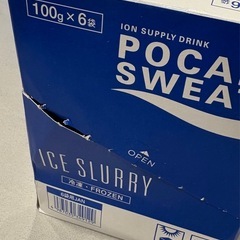 100g×6袋
ION SUPPLY DRINK
POCA
SWEA
OPEN
ICE SLURRY
冷凍・FROZEN